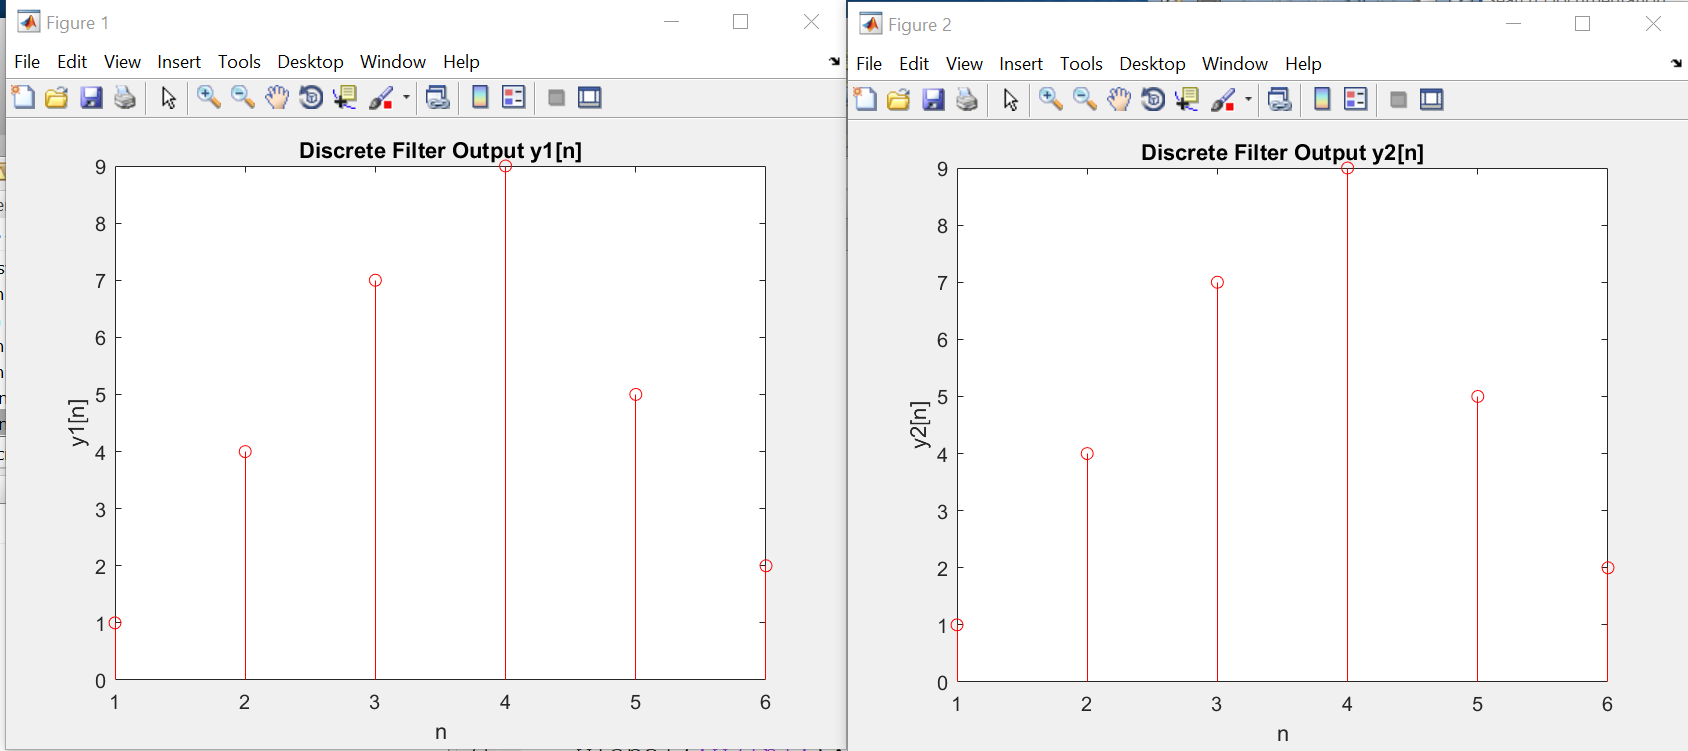 Figure 1
File Edit View Insert Tools Desktop Window Help
Discrete Filter Output y1[n]
9
8
7
6
5
4
3
2
1
0
y1[n]
1 2 3 4 5 6
n
Figure 2
File Edit View Insert Tools Desktop Window Help
Discrete Filter Output y2[n]
9
8
7
6
5
4
3
2
1
0
y2[n]
1 2 3 4 5 6
n